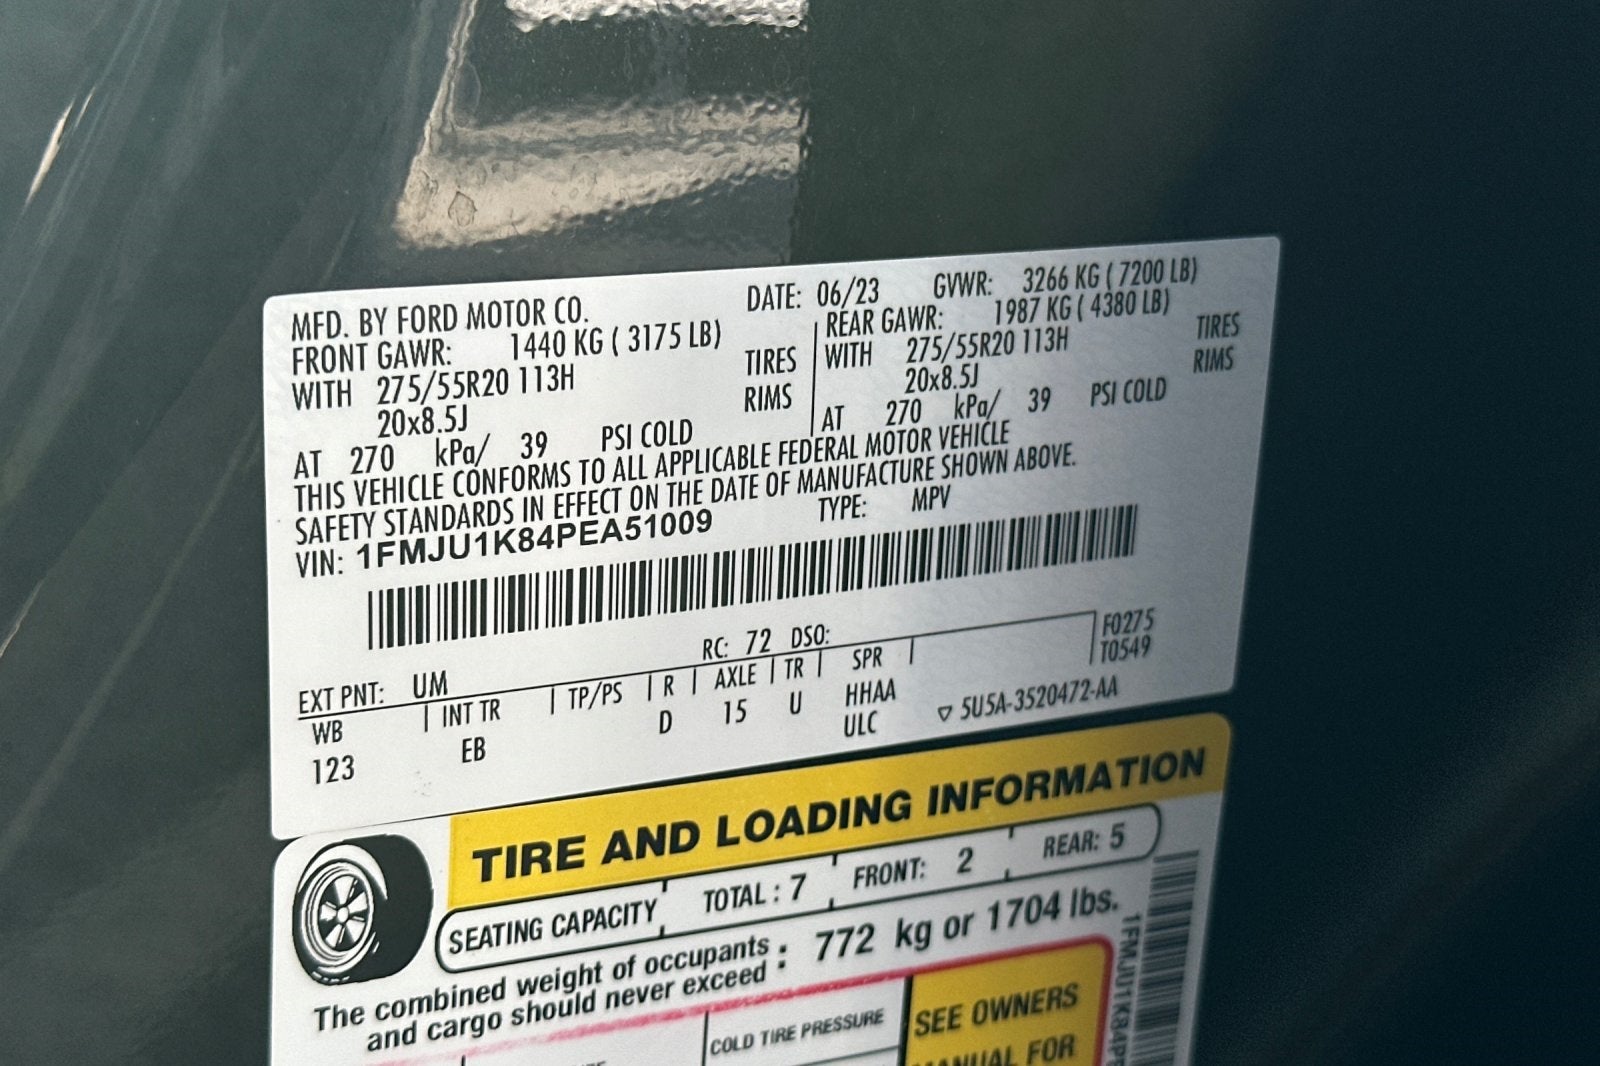 MFD. BY FORD MOTOR CO. DATE: 06/23 GVWR: 3266 KG ( 7200 LB)
FRONT GAWR: 1440 KG ( 3175 LB) REAR GAWR: 1987 KG ( 4380 LB)
WITH 275/55R20 113H TIRES WITH 275/55R20 113H TIRES
20x8.5J RIMS 20x8.5J RIMS
AT 270 kPa/ 39 PSI COLD AT 270 kPa/ 39 PSI COLD
THIS VEHICLE CONFORMS TO ALL APPLICABLE FEDERAL MOTOR VEHICLE
SAFETY STANDARDS IN EFFECT ON THE DATE OF MANUFACTURE SHOWN ABOVE.
VIN: 1FMJU1K84PEA51009 TYPE: MPV
F0275
T0549
EXT PNT: UM RC: 72 DSO:
WB INT TR TP/PS R AXLE TR SPR
123 EB D 15 U HHAA
ULC
5U5A-3520472-AA
TIRE AND LOADING INFORMATION
SEATING CAPACITY TOTAL : 7 FRONT: 2 REAR: 5
The combined weight of occupants and cargo should never exceed : 772 kg or 1704 lbs.
COLD TIRE PRESSURE
SEE OWNERS
MANUAL FOR
1FMJU1K84P